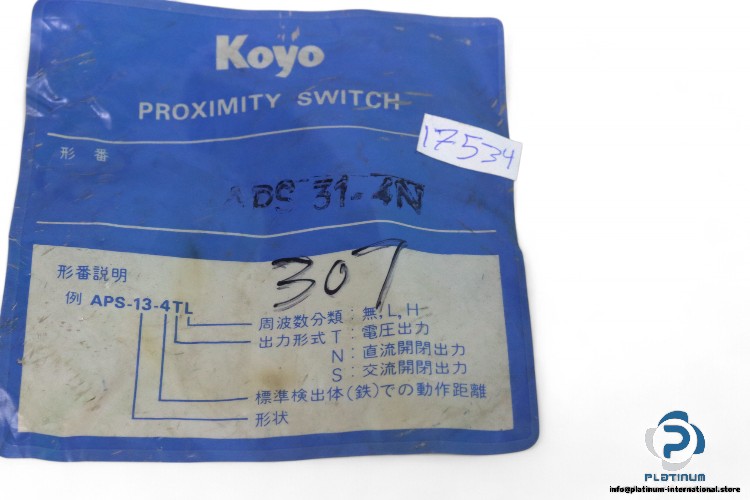 Koyo
PROXIMITY SWITCH
17534
形番
APS 31-4N
307
形番説明
例 APS-13-4TL
周波数分類：無, L, H
出力形式 T：電圧出力
N：直流開閉出力
S：交流開閉出力
標準検出体(鉄)での動作距離
形状
PLATINUM
info@platinum-international.store